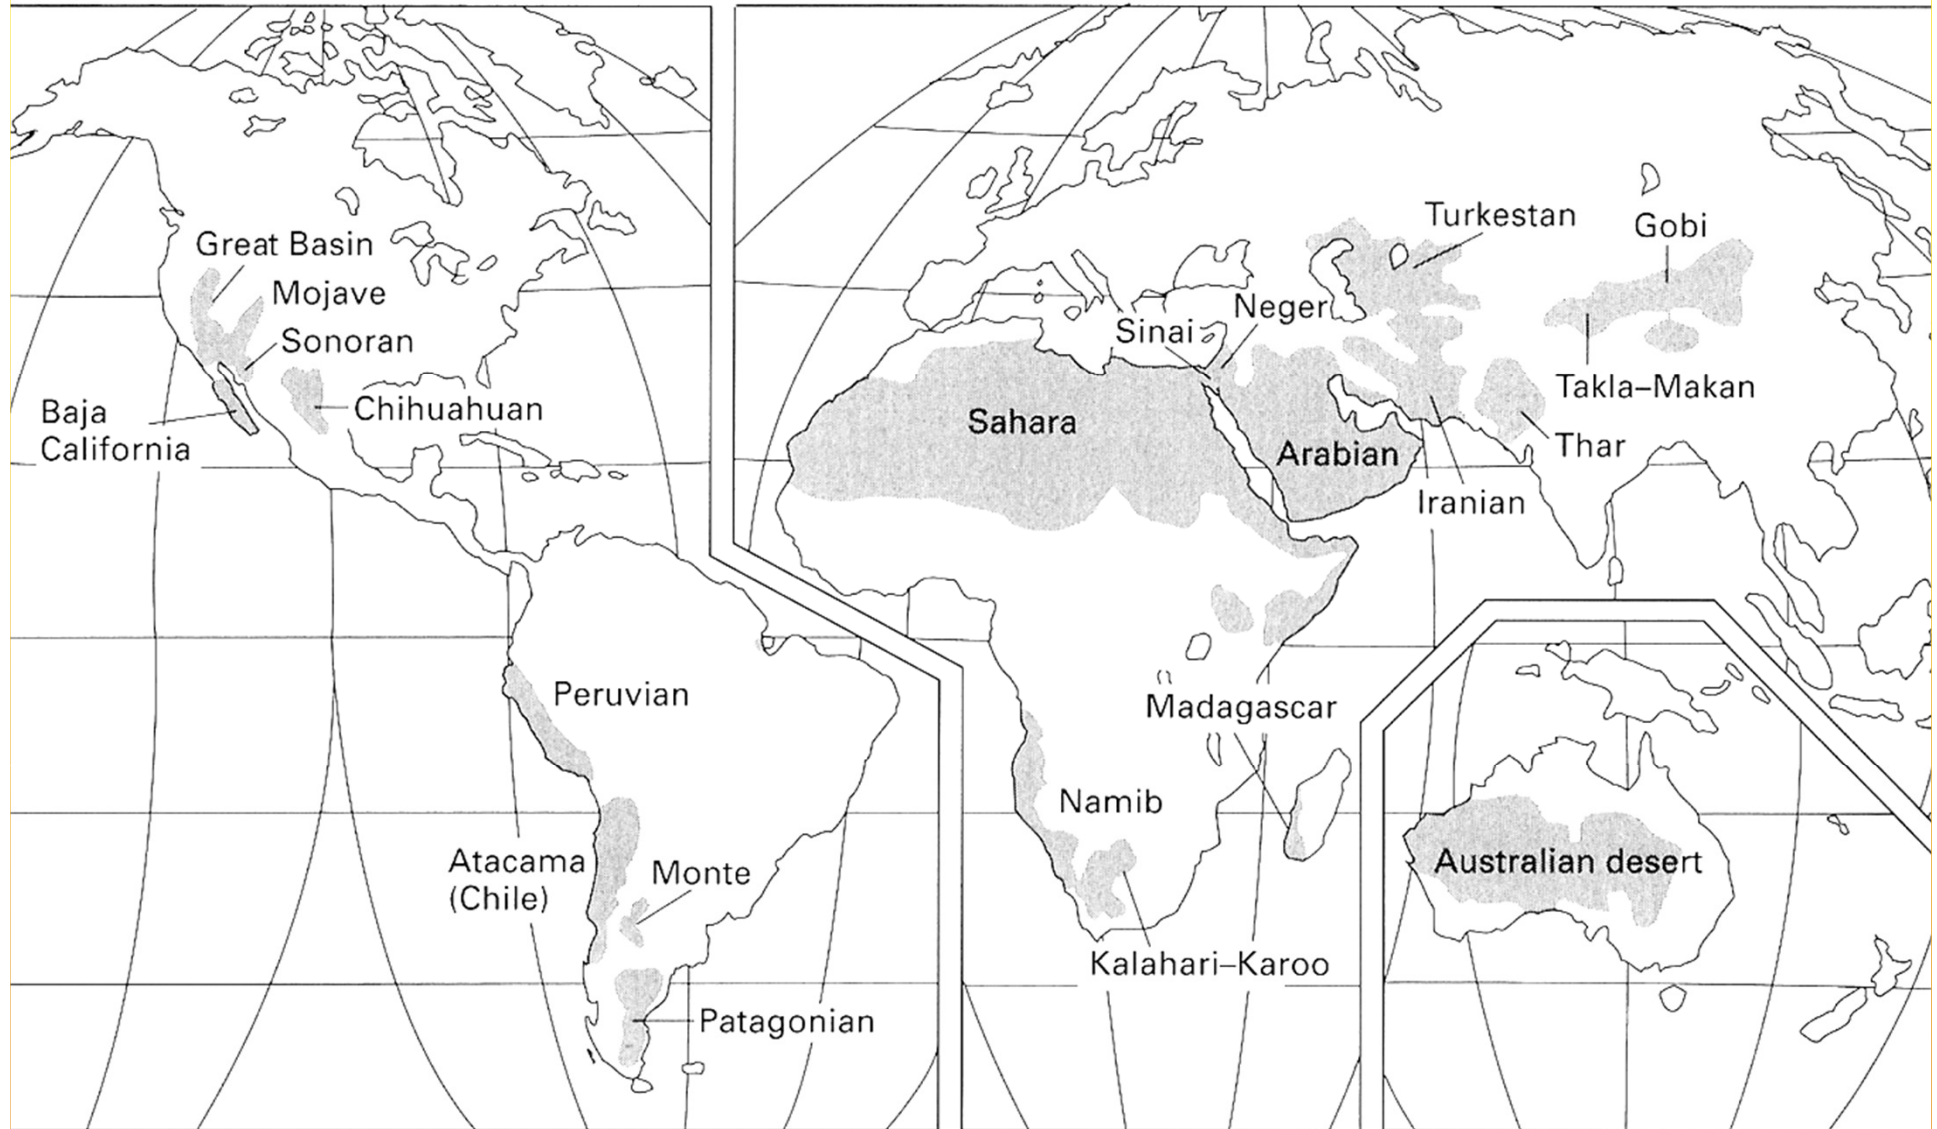 Great Basin
Mojave
Sonoran
Baja
California
Chihuahuan
Peruvian
Atacama
(Chile)
Monte
Patagonian
Turkestan
Gobi
Neger
Sinai
Sahara
Arabian
Takla–Makan
Thar
Iranian
Madagascar
Namib
Kalahari–Karoo
Australian desert